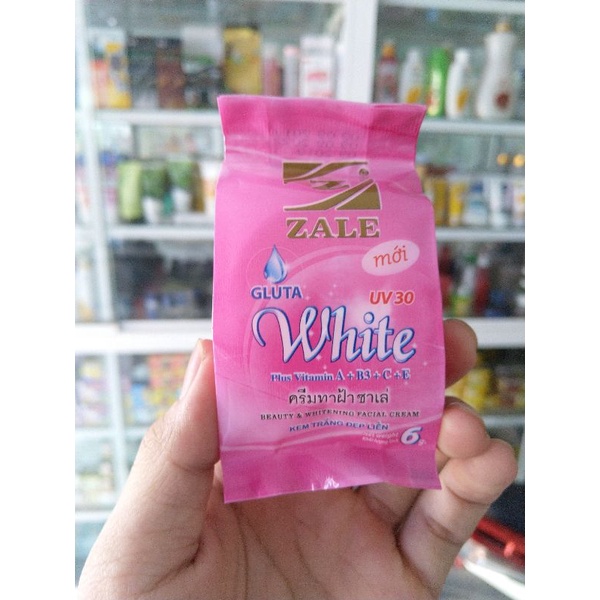 ZALE
mới
GLUTA
UV 30
White
Plus Vitamin A + B3 + C + E
ครีมทาฝ้าซาเล่
BEAUTY & WHITENING FACIAL CREAM
KEM TRẮNG ĐẸP LIỀN
6